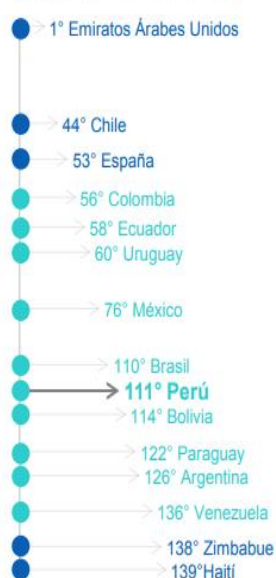 1° Emiratos Árabes Unidos
44° Chile
53° España
56° Colombia
58° Ecuador
60° Uruguay
76° México
110° Brasil
111° Perú
114° Bolivia
122° Paraguay
126° Argentina
136° Venezuela
138° Zimbabue
139°Haití